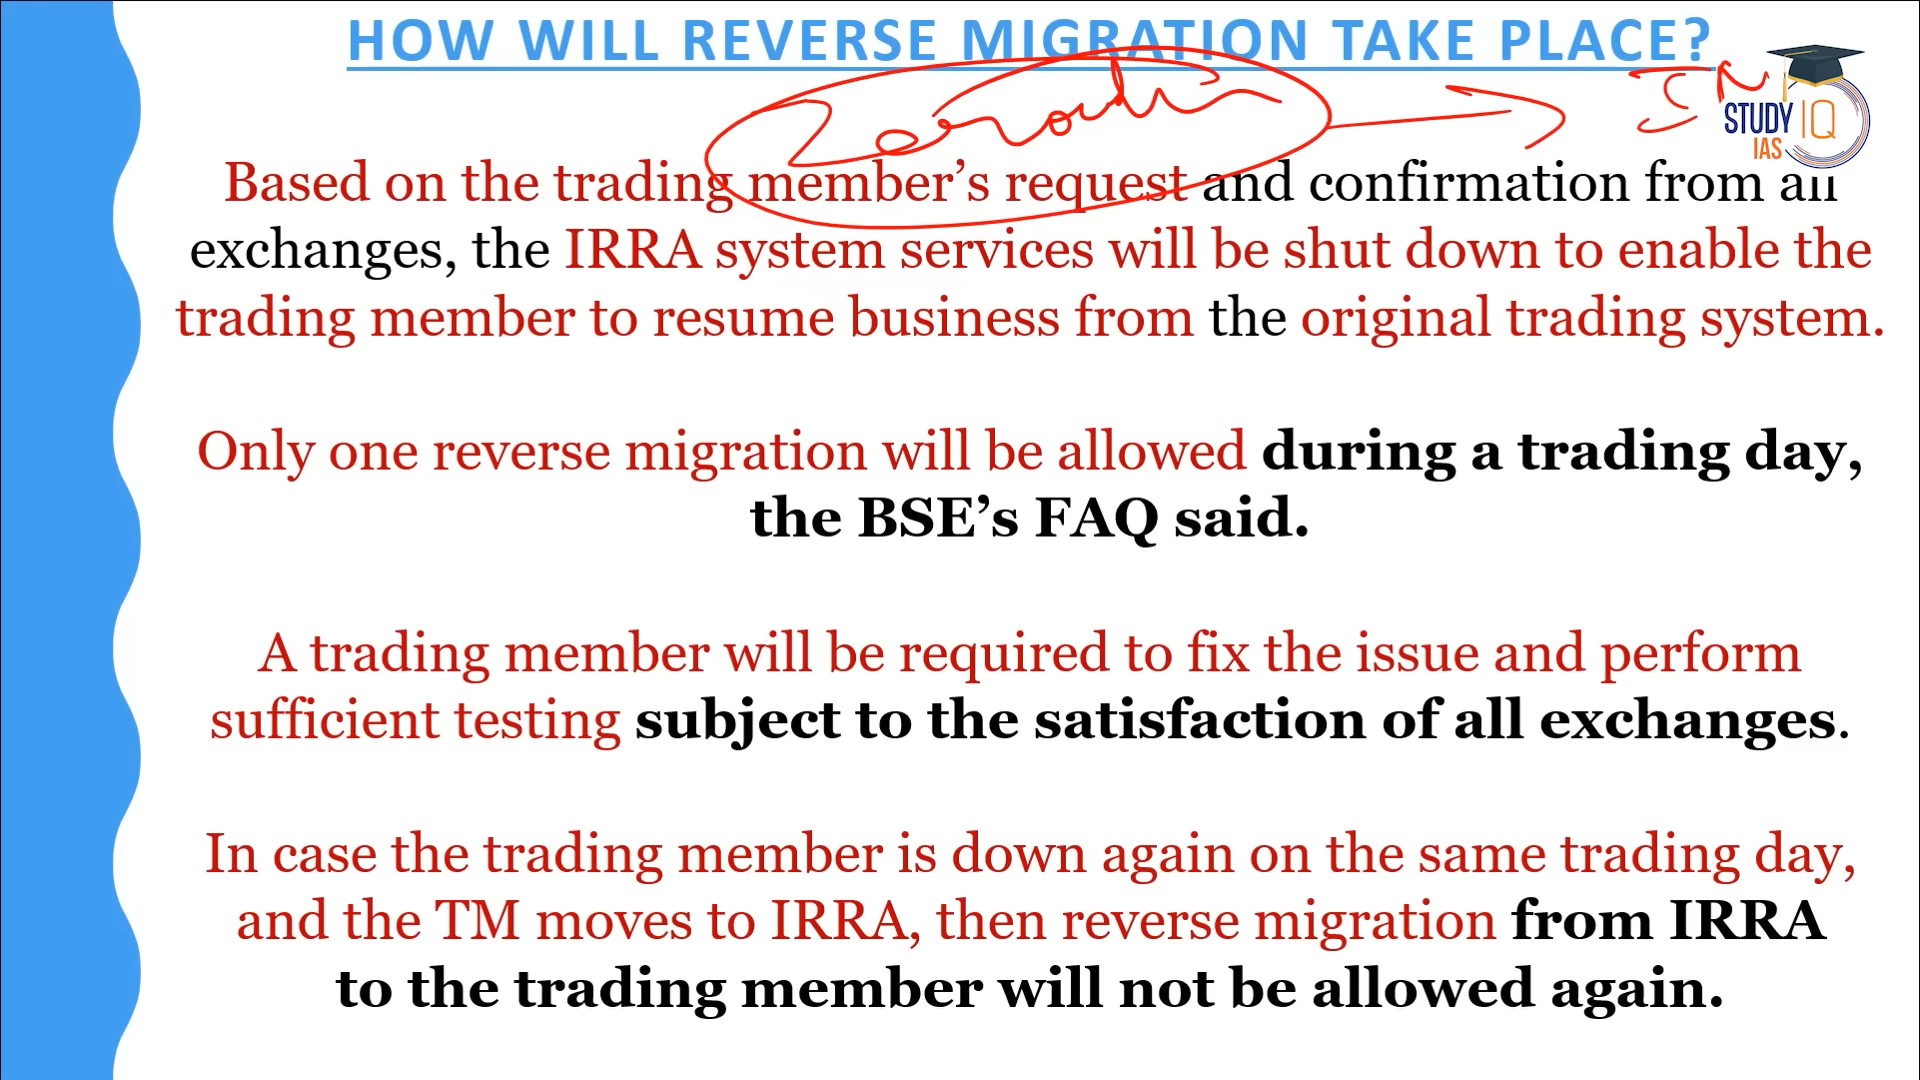 HOW WILL REVERSE MIGRATION TAKE PLACE?
Zerodha
IN
STUDY IQ
IAS
Based on the trading member’s request and confirmation from all
exchanges, the IRRA system services will be shut down to enable the
trading member to resume business from the original trading system.
Only one reverse migration will be allowed during a trading day,
the BSE’s FAQ said.
A trading member will be required to fix the issue and perform
sufficient testing subject to the satisfaction of all exchanges.
In case the trading member is down again on the same trading day,
and the TM moves to IRRA, then reverse migration from IRRA
to the trading member will not be allowed again.